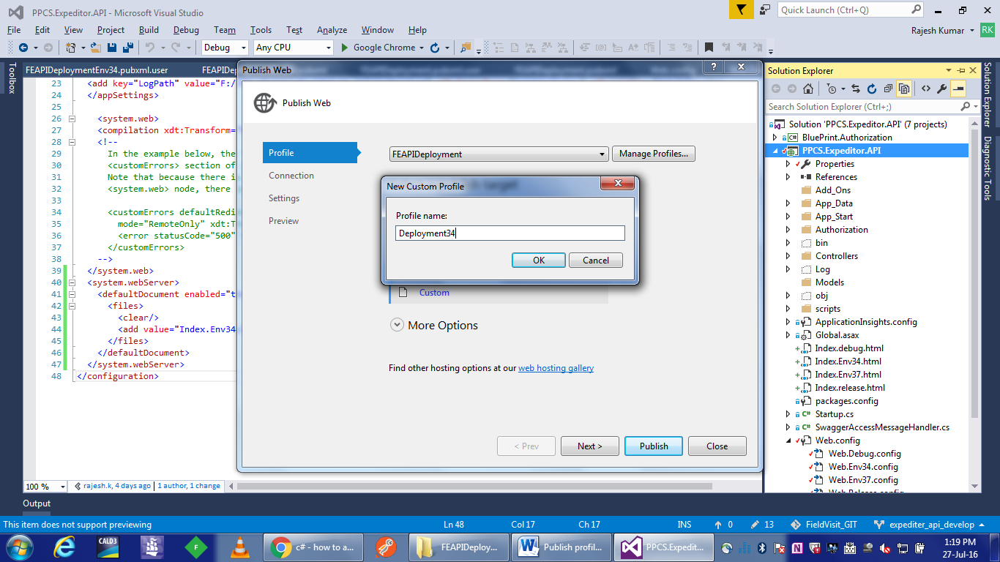 PPCS.Expeditor.API - Microsoft Visual Studio
Quick Launch (Ctrl+Q)
File Edit View Project Build Debug Team Tools Test Analyze Window Help
Rajesh Kumar RK
Debug Any CPU Google Chrome
Toolbox
FEAPIDeploymentEnv34.pubxml.user FEAPIDep
23 <add key="LogPath" value="F:/
24 </appSettings>
25
26 <system.web>
27 <compilation xdt:Transform=
28 <!--
29 In the example below, the
30 <customErrors> section of
31 Note that because there i
32 <system.web> node, there
33
34 <customErrors defaultRedi
35 mode="RemoteOnly" xdt:T
36 <error statusCode="500"
37 </customErrors>
38 -->
39 </system.web>
40 <system.webServer>
41 <defaultDocument enabled="t
42 <files>
43 <clear/>
44 <add value="Index.Env34
45 </files>
46 </defaultDocument>
47 </system.webServer>
48 </configuration>
100 %
rajesh.k, 4 days ago | 1 author, 1 change
Publish Web
?
Publish Web
Profile
Connection
Settings
Preview
FEAPIDeployment
Manage Profiles...
target
New Custom Profile
Profile name:
Deployment34
OK Cancel
Custom
More Options
Find other hosting options at our web hosting gallery
< Prev Next > Publish Close
Solution Explorer
Search Solution Explorer (Ctrl+;)
Solution 'PPCS.Expeditor.API' (7 projects)
C# BluePrint.Authorization
PPCS.Expeditor.API
Properties
References
Add_Ons
App_Data
App_Start
Authorization
bin
Controllers
Log
Models
obj
scripts
ApplicationInsights.config
Global.asax
Index.debug.html
Index.Env34.html
Index.Env37.html
Index.release.html
packages.config
C# Startup.cs
C# SwaggerAccessMessageHandler.cs
Web.config
Web.Debug.config
Web.Env34.config
Web.Env37.config
Web.Release.config
Solution Explorer
Diagnostic Tools
Output
This item does not support previewing
Ln 48 Col 17 Ch 17 INS 0 13 FieldVisit_GIT expediter_api_develop
CALD3
c# - how to a...
FEAPIDeploy...
Publish profil...
PPCS.Expedit...
1:19 PM
27-Jul-16